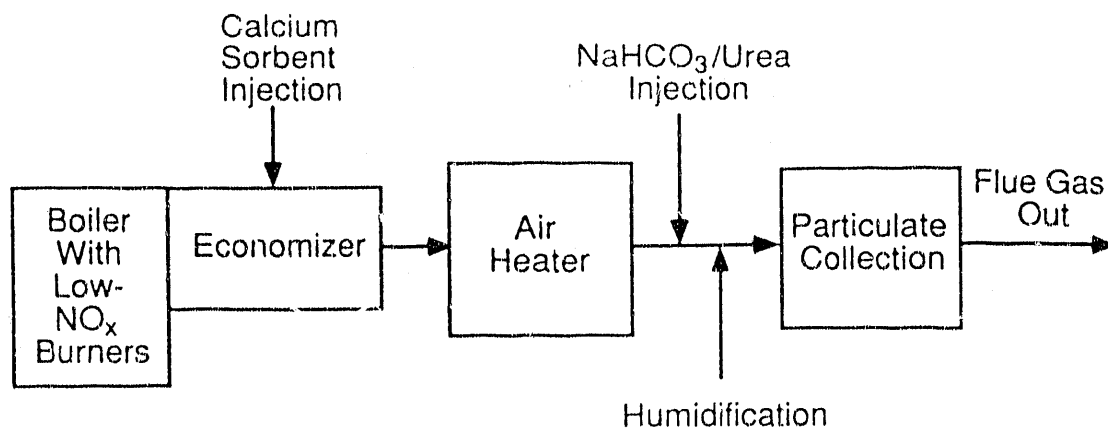 Calcium
Sorbent
Injection
NaHCO₃/Urea
Injection
Boiler
With
Low-
NOₓ
Burners
Economizer
Air
Heater
Particulate
Collection
Flue Gas
Out
Humidification